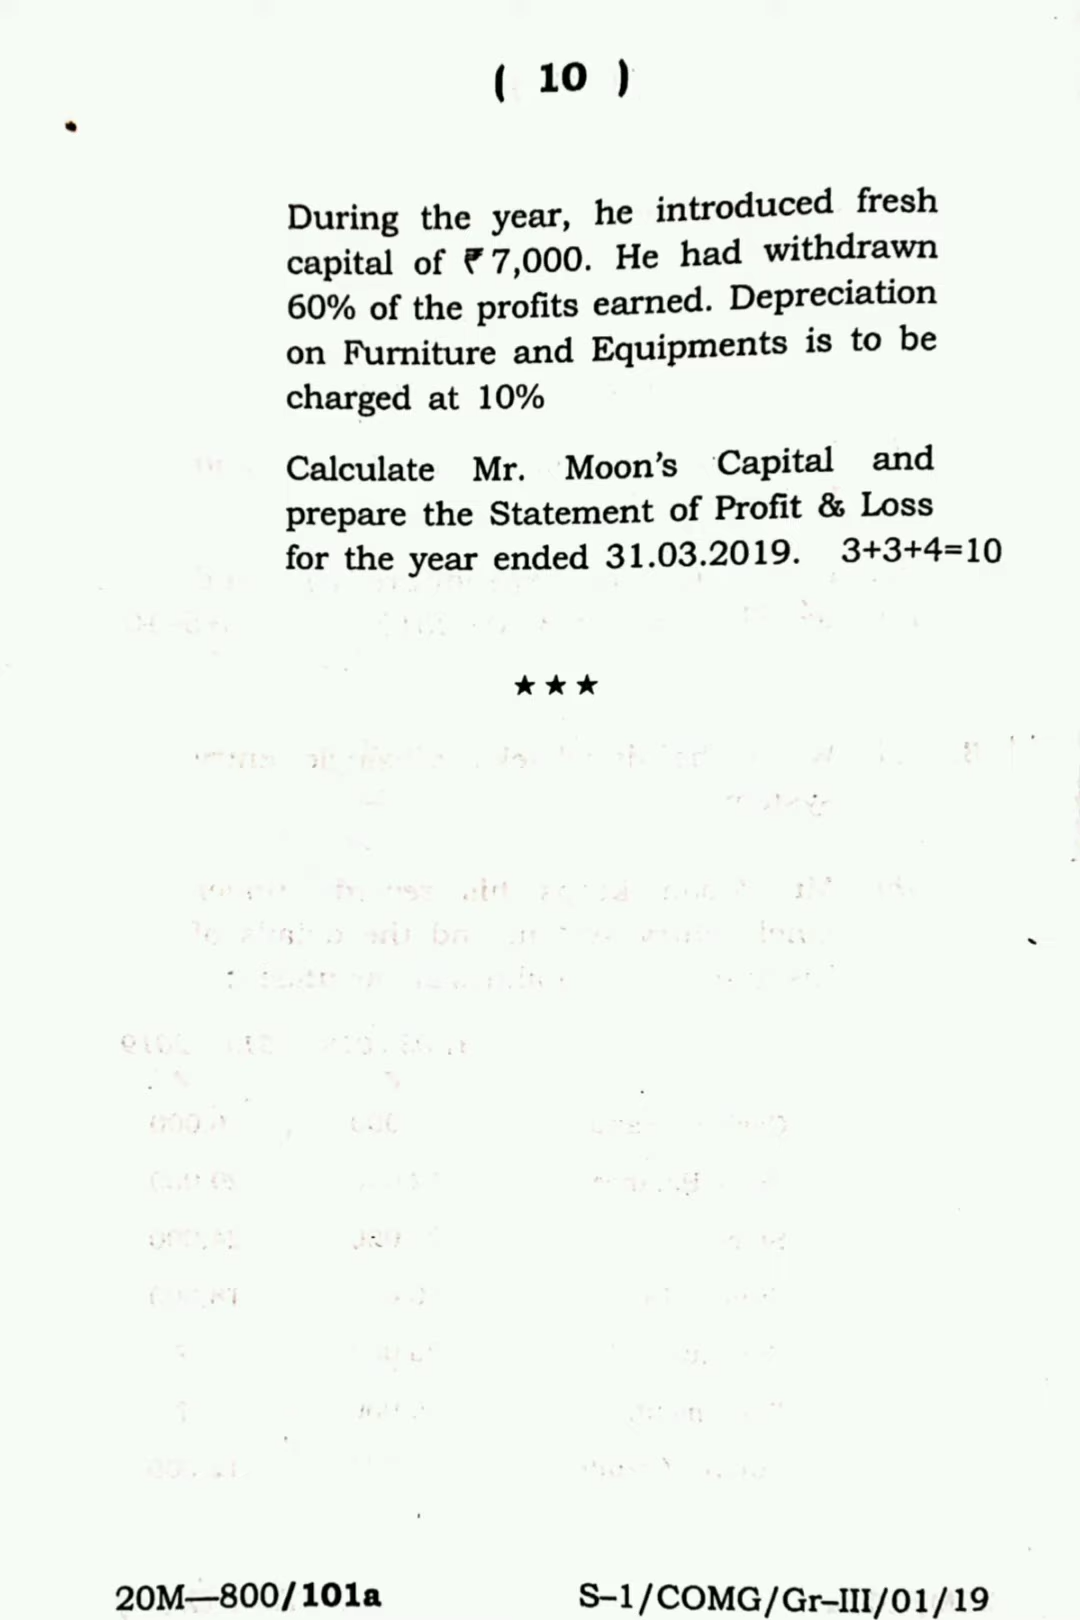 ( 10 )
During the year, he introduced fresh
capital of ₹ 7,000. He had withdrawn
60% of the profits earned. Depreciation
on Furniture and Equipments is to be
charged at 10%
Calculate Mr. Moon's Capital and
prepare the Statement of Profit & Loss
for the year ended 31.03.2019. 3+3+4=10
★★★
20M—800/101a S–1/COMG/Gr–III/01/19